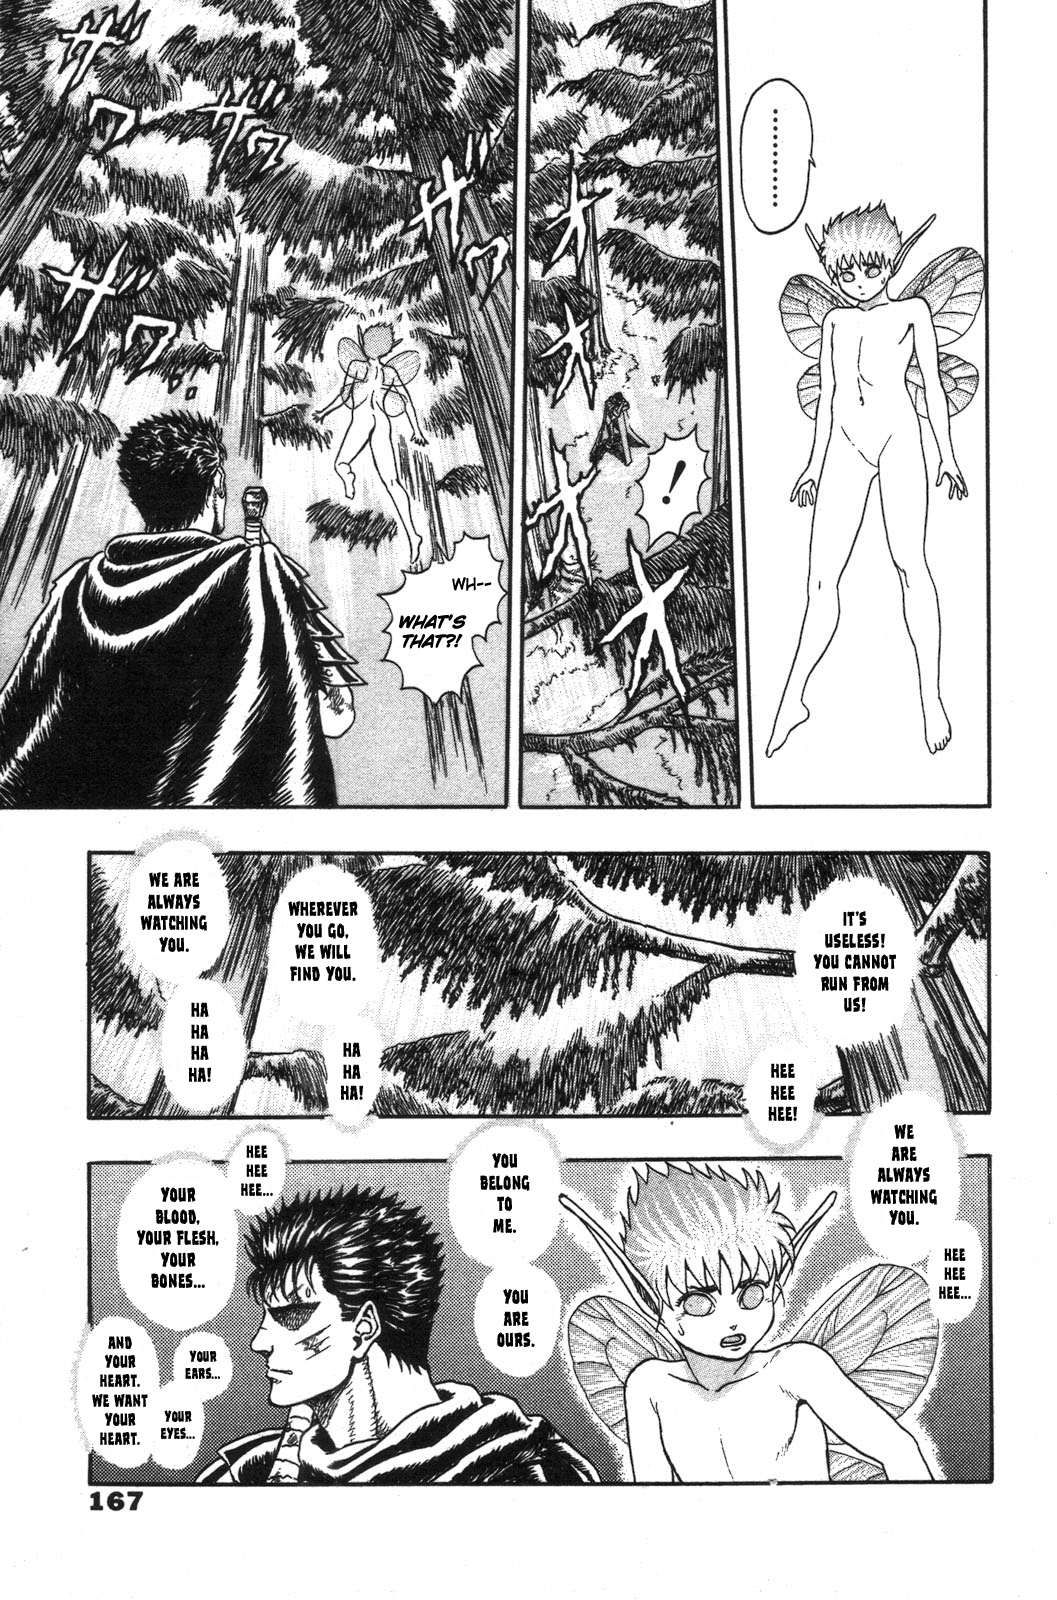 ………
!
オ
オ
オ
オ
WH--
WHAT'S
THAT?!
ザワ
ザワ
ザワ
ザワ…
IT'S
USELESS!
YOU CANNOT
RUN FROM
US!
HEE
HEE
HEE!
WHEREVER
YOU GO,
WE WILL
FIND YOU.
HA
HA
HA!
WE ARE
ALWAYS
WATCHING
YOU.
HA
HA
HA
HA!
WE
ARE
ALWAYS
WATCHING
YOU.
HEE
HEE
HEE...
YOU
BELONG
TO
ME.
YOU
ARE
OURS.
HEE
HEE
HEE...
YOUR
BLOOD,
YOUR FLESH,
YOUR
BONES...
YOUR
EARS...
YOUR
EYES...
AND
YOUR
HEART.
WE WANT
YOUR
HEART.
167